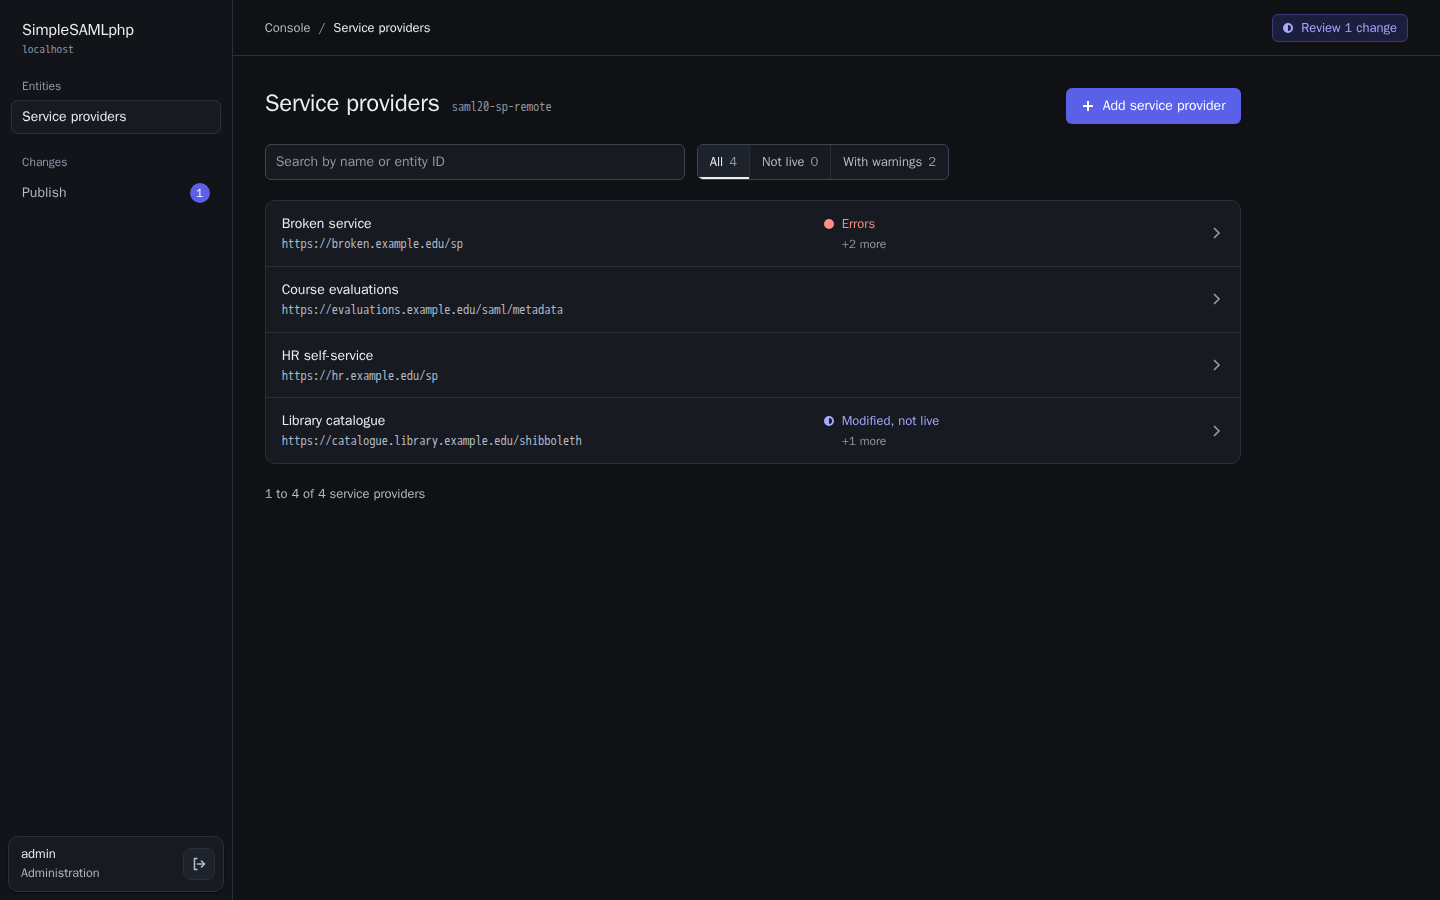 SimpleSAMLphp
localhost
Entities
Service providers
Changes
Publish 1
admin
Administration
Console / Service providers
Review 1 change
Service providers saml20-sp-remote
Add service provider
Search by name or entity ID
All 4 Not live 0 With warnings 2
Broken service
https://broken.example.edu/sp
Errors
+2 more
Course evaluations
https://evaluations.example.edu/saml/metadata
HR self-service
https://hr.example.edu/sp
Library catalogue
https://catalogue.library.example.edu/shibboleth
Modified, not live
+1 more
1 to 4 of 4 service providers